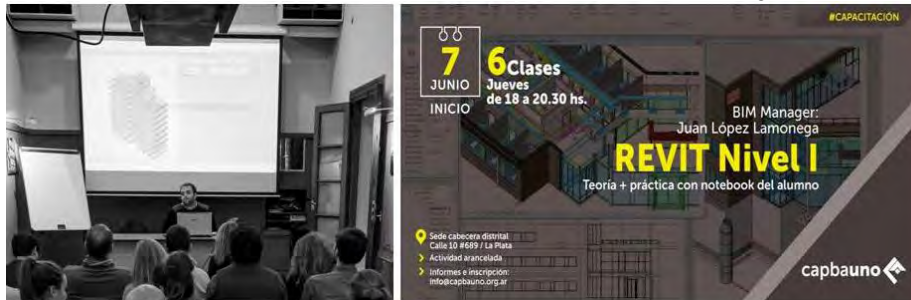 #CAPACITACIÓN
7
JUNIO
INICIO
6Clases
Jueves
de 18 a 20.30 hs.
BIM Manager:
Juan López Lamonega
REVIT Nivel I
Teoría + práctica con notebook del alumno
Sede cabecera distrital
Calle 10 #689 / La Plata
Actividad arancelada
Informes e inscripción:
info@capbauno.org.ar
capbauno